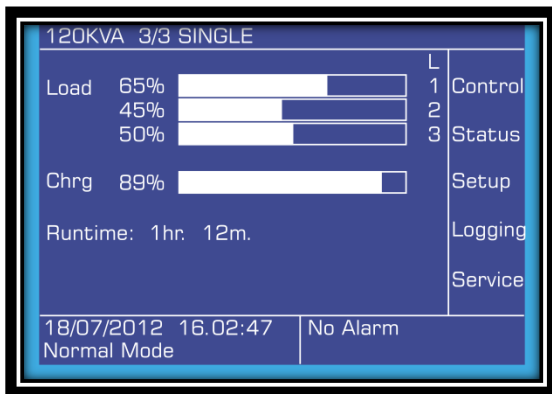 120KVA 3/3 SINGLE
L
Load 65% 1 Control
45% 2
50% 3 Status
Chrg 89% Setup
Runtime: 1hr. 12m. Logging
Service
18/07/2012 16.02:47 No Alarm
Normal Mode